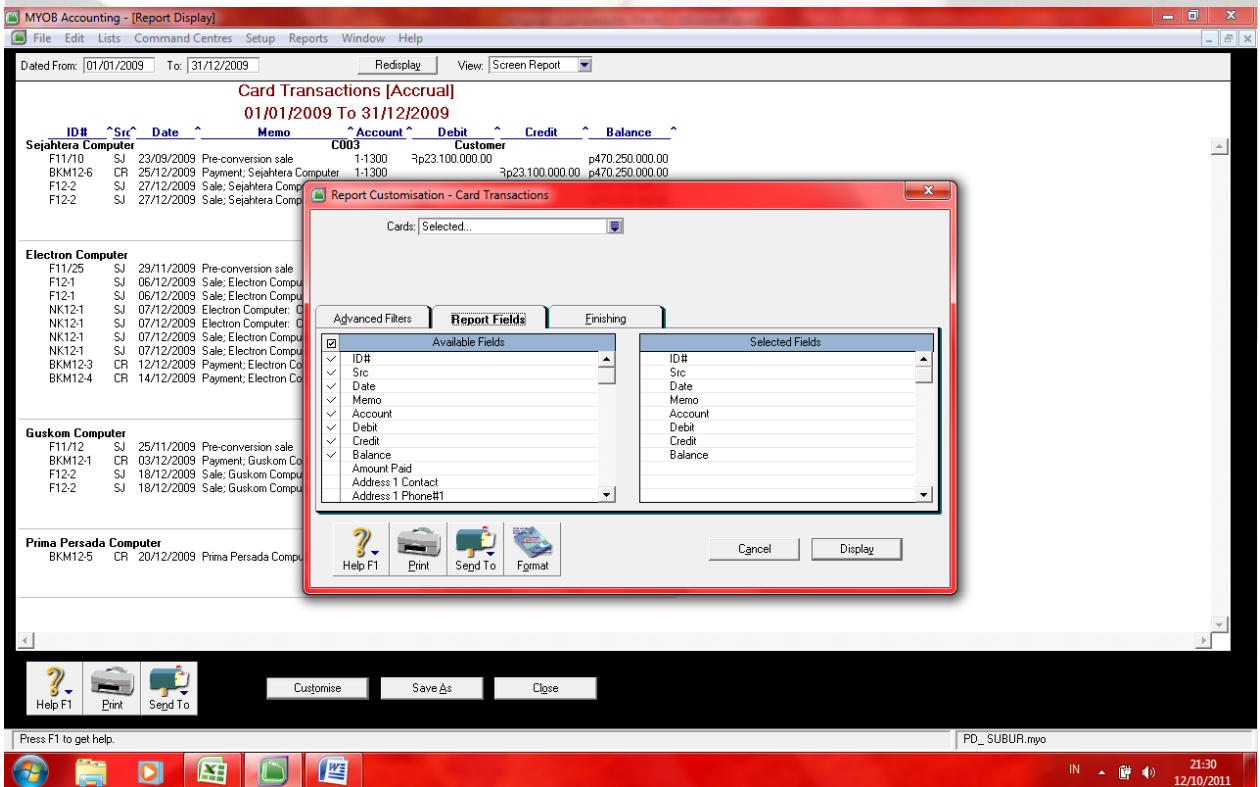 MYOB Accounting - [Report Display]
File Edit Lists Command Centres Setup Reports Window Help
Dated From: 01/01/2009 To: 31/12/2009 Redisplay View: Screen Report
Card Transactions [Accrual]
01/01/2009 To 31/12/2009
ID# Src Date Memo Account Debit Credit Balance
Sejahtera Computer C003 Customer
F11/10 SJ 23/09/2009 Pre-conversion sale 1-1300 Rp23.100.000.00 p470.250.000.00
BKM12-6 CR 25/12/2009 Payment; Sejahtera Computer 1-1300 Rp23.100.000.00 p470.250.000.00
F12-2 SJ 27/12/2009 Sale; Sejahtera Comp
F12-2 SJ 27/12/2009 Sale; Sejahtera Comp
Electron Computer
F11/25 SJ 29/11/2009 Pre-conversion sale
F12-1 SJ 06/12/2009 Sale; Electron Compu
F12-1 SJ 06/12/2009 Sale; Electron Compu
NK12-1 SJ 07/12/2009 Electron Computer: C
NK12-1 SJ 07/12/2009 Electron Computer: C
NK12-1 SJ 07/12/2009 Sale; Electron Compu
NK12-1 SJ 07/12/2009 Sale; Electron Compu
BKM12-3 CR 12/12/2009 Payment; Electron Co
BKM12-4 CR 14/12/2009 Payment; Electron Co
Guskom Computer
F11/12 SJ 25/11/2009 Pre-conversion sale
BKM12-1 CR 03/12/2009 Payment; Guskom Co
F12-2 SJ 18/12/2009 Sale; Guskom Compu
F12-2 SJ 18/12/2009 Sale; Guskom Compu
Prima Persada Computer
BKM12-5 CR 20/12/2009 Prima Persada Compu
Report Customisation - Card Transactions
Cards: Selected...
Advanced Filters Report Fields Finishing
Available Fields Selected Fields
ID# ID#
Src Src
Date Date
Memo Memo
Account Account
Debit Debit
Credit Credit
Balance Balance
Amount Paid
Address 1 Contact
Address 1 Phone#1
Help F1 Print Send To Format Cancel Display
Help F1 Print Send To Customise Save As Close
Press F1 to get help. PD_ SUBUR.myo
IN 21:30
12/10/2011